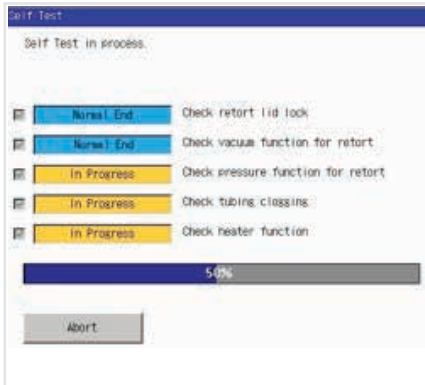 Self Test
Self Test in process.
Normal End Check retort lid lock
Normal End Check vacuum function for retort
In Progress Check pressure function for retort
In Progress Check tubing clogging
In Progress Check heater function
50%
Abort